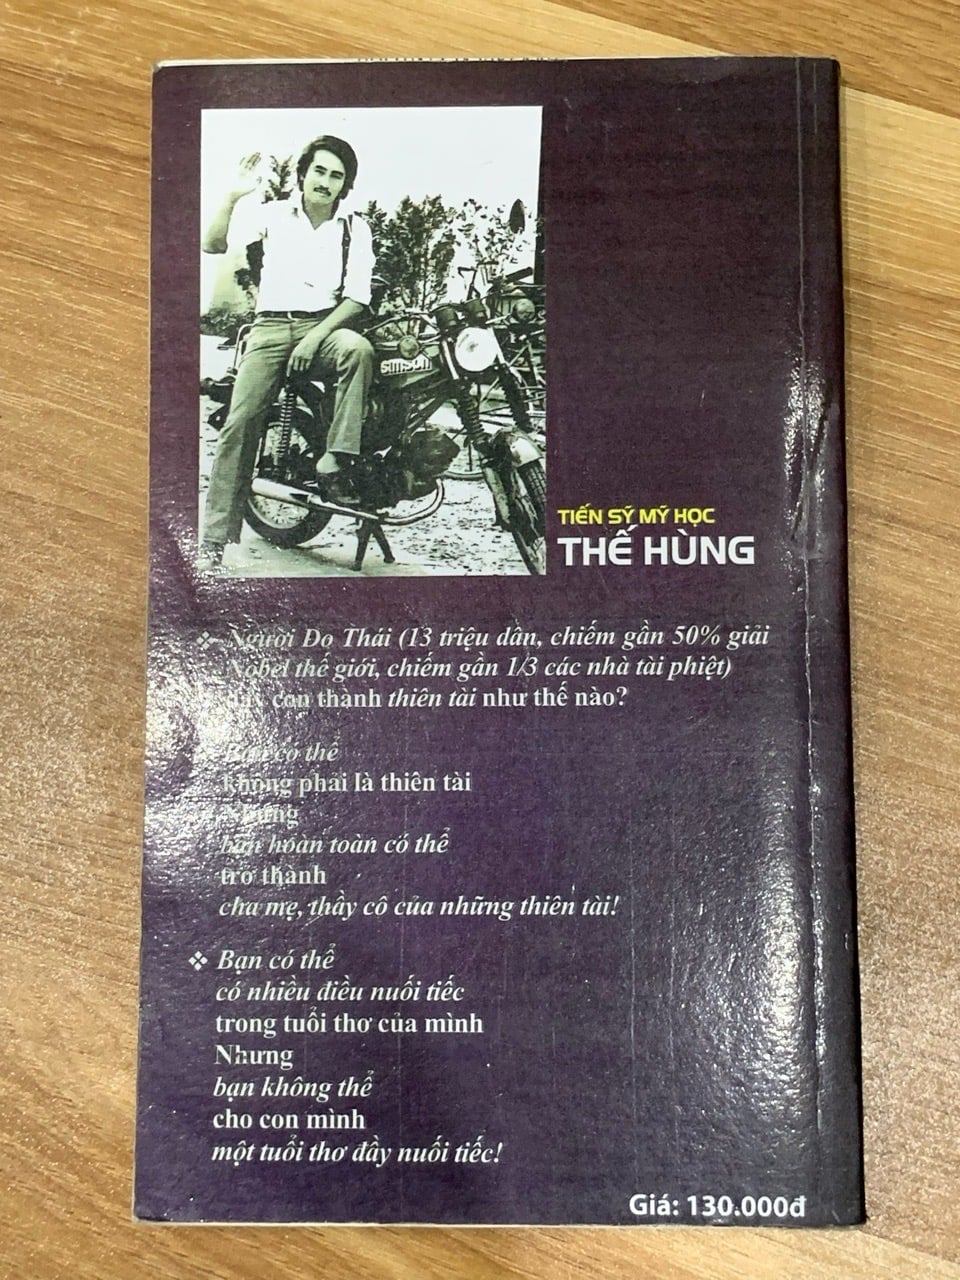 simson
TIẾN SỸ MỸ HỌC
THẾ HÙNG
❖ Người Do Thái (13 triệu dân, chiếm gần 50% giải
Nobel thế giới, chiếm gần 1/3 các nhà tài phiệt)
dạy con thành thiên tài như thế nào?
Bạn có thể
không phải là thiên tài
Nhưng
bạn hoàn toàn có thể
trở thành
cha mẹ, thầy cô của những thiên tài!
❖ Bạn có thể
có nhiều điều nuối tiếc
trong tuổi thơ của mình
Nhưng
bạn không thể
cho con mình
một tuổi thơ đầy nuối tiếc!
Giá: 130.000đ